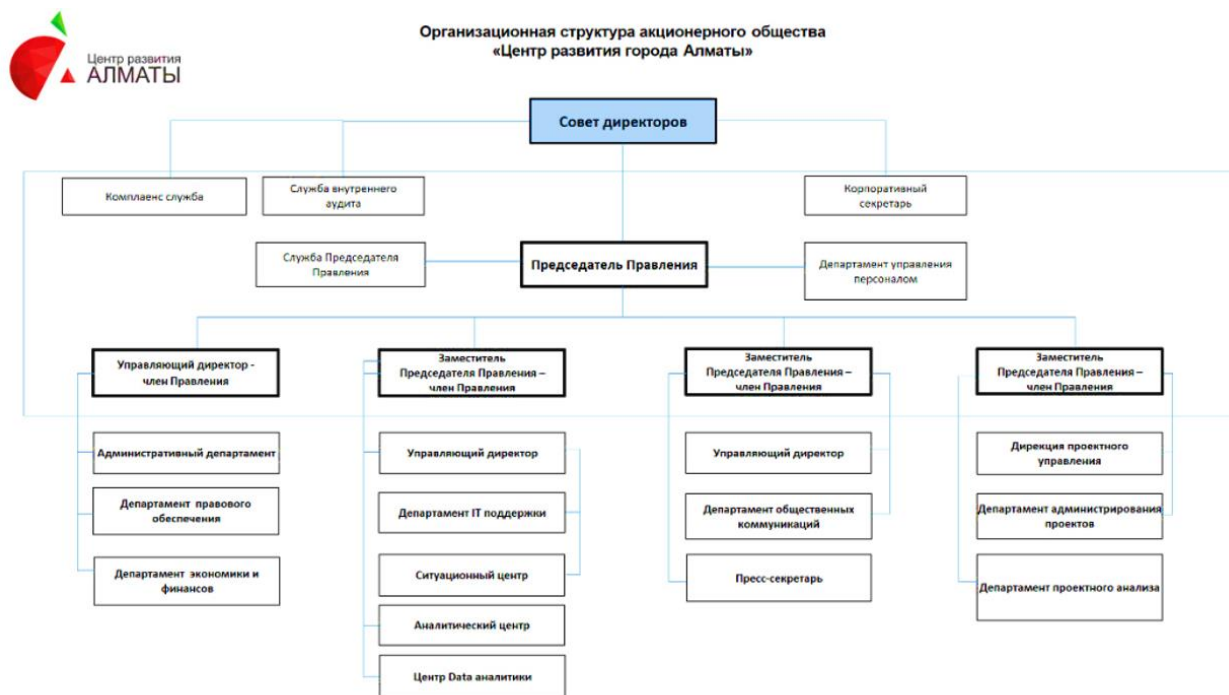 Организационная структура акционерного общества
«Центр развития города Алматы»
Центр развития
АЛМАТЫ
Совет директоров
Комплаенс служба
Служба внутреннего
аудита
Корпоративный
секретарь
Служба Председателя
Правления
Председатель Правления
Департамент управления
персоналом
Управляющий директор -
член Правления
Заместитель
Председателя Правления –
член Правления
Заместитель
Председателя Правления –
член Правления
Заместитель
Председателя Правления –
член Правления
Административный департамент
Управляющий директор
Управляющий директор
Дирекция проектного
управления
Департамент правового
обеспечения
Департамент IT поддержки
Департамент общественных
коммуникаций
Департамент администрирования
проектов
Департамент экономики и
финансов
Ситуационный центр
Пресс-секретарь
Департамент проектного анализа
Аналитический центр
Центр Data аналитики